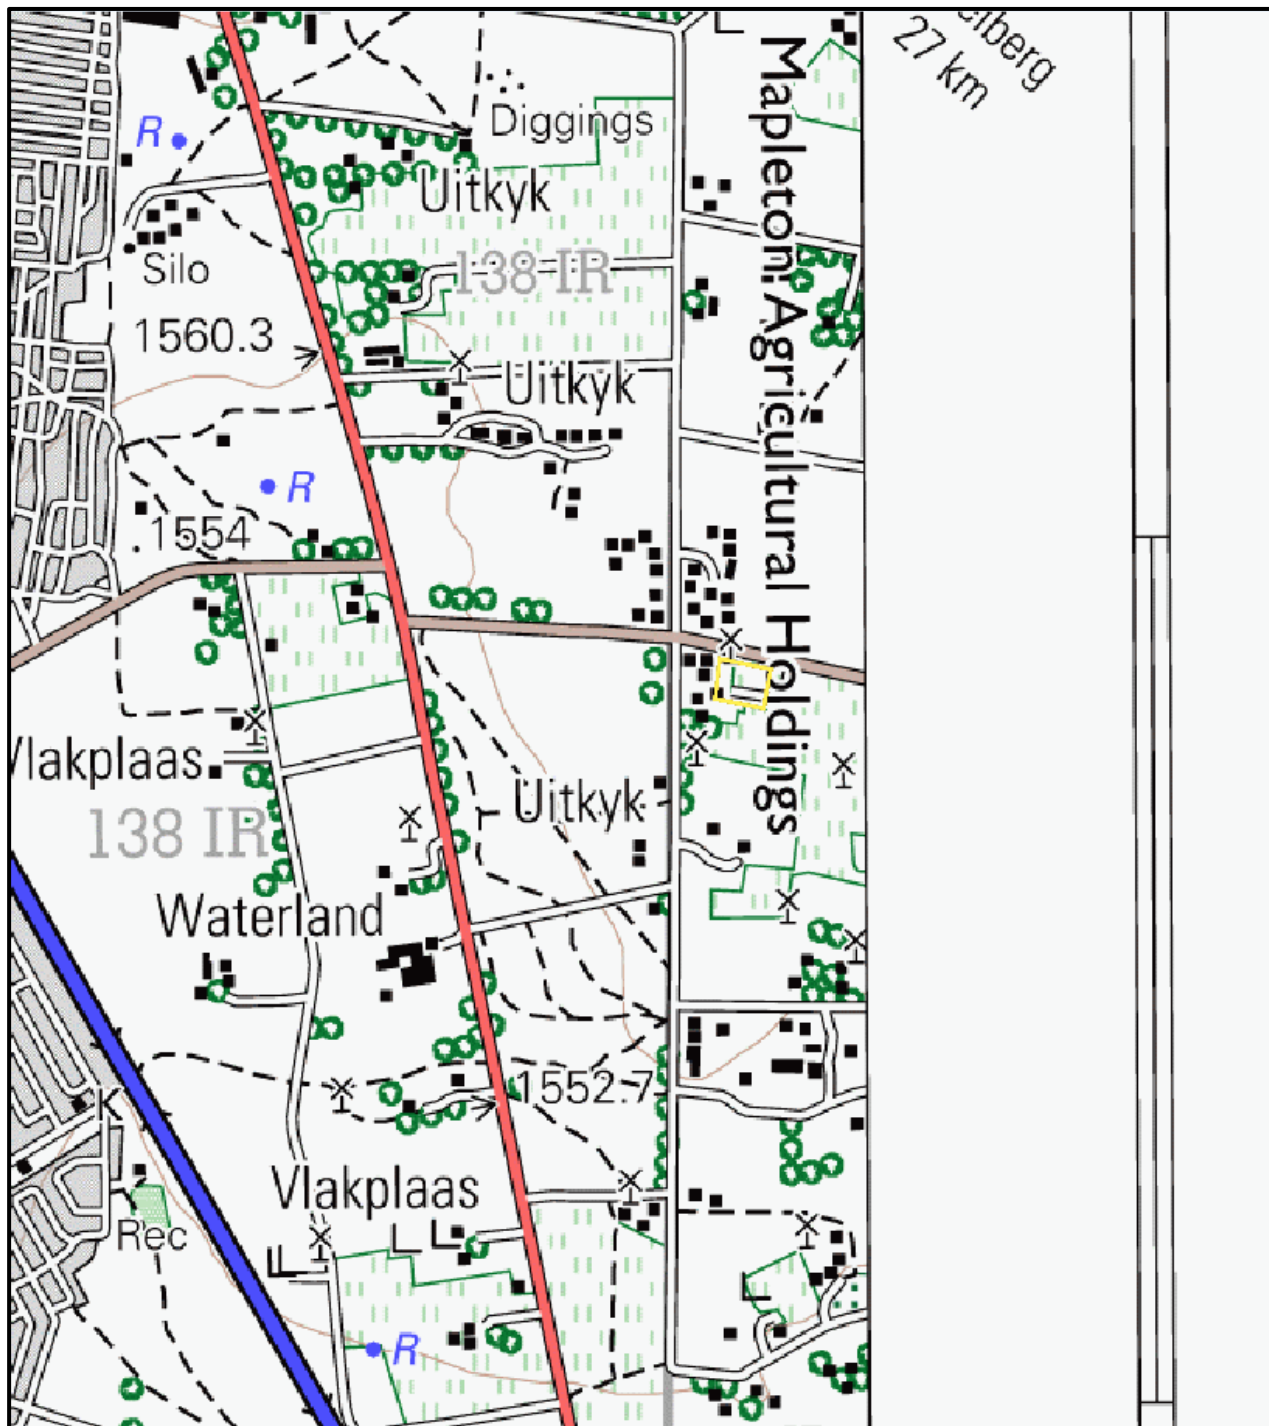 27 km
R
Diggings
Uitkyk
138 IR
Silo
1560.3
Uitkyk
Mapleton Agricultural Holdings
R
1554
Vlakplaas
Uitkyk
138 IR
Waterland
K
1552.7
Vlakplaas
Rec
R